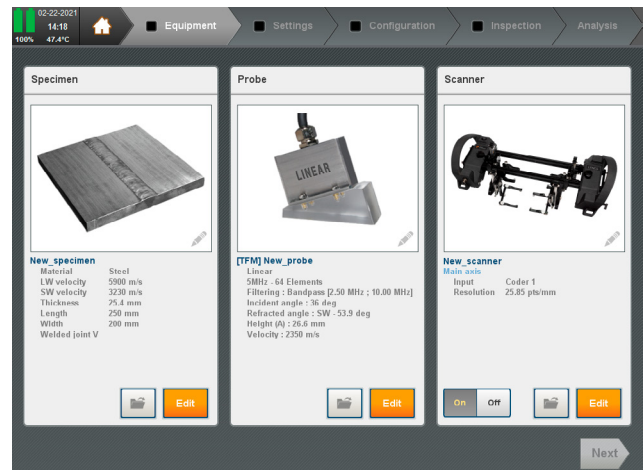 02-22-2021
14:18
100% 47.4°C
Equipment
Settings
Configuration
Inspection
Analysis
Specimen
New_specimen
Material Steel
LW velocity 5900 m/s
SW velocity 3230 m/s
Thickness 25.4 mm
Length 250 mm
Width 200 mm
Welded joint V
Edit
Probe
LINEAR
[TFM] New_probe
Linear
5MHz - 64 Elements
Filtering : Bandpass [2.50 MHz ; 10.00 MHz]
Incident angle : 36 deg
Refracted angle : SW - 53.9 deg
Height (A) : 26.6 mm
Velocity : 2350 m/s
Edit
Scanner
New_scanner
Main axis
Input Coder 1
Resolution 25.85 pts/mm
On Off
Edit
Next